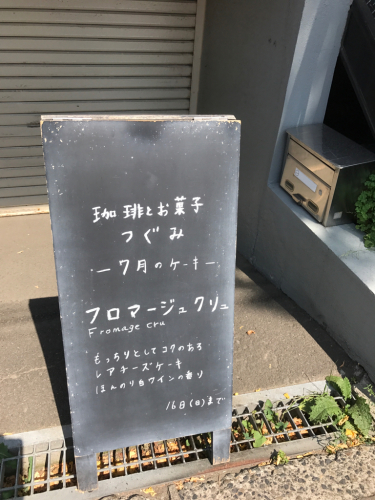 珈琲とお菓子
つぐみ
ー7月のケーキー
フロマージュクリュ
Fromage cru
もっちりとしてコクのある
レアチーズケーキ
ほんのり白ワインの香り
16日(日)まで